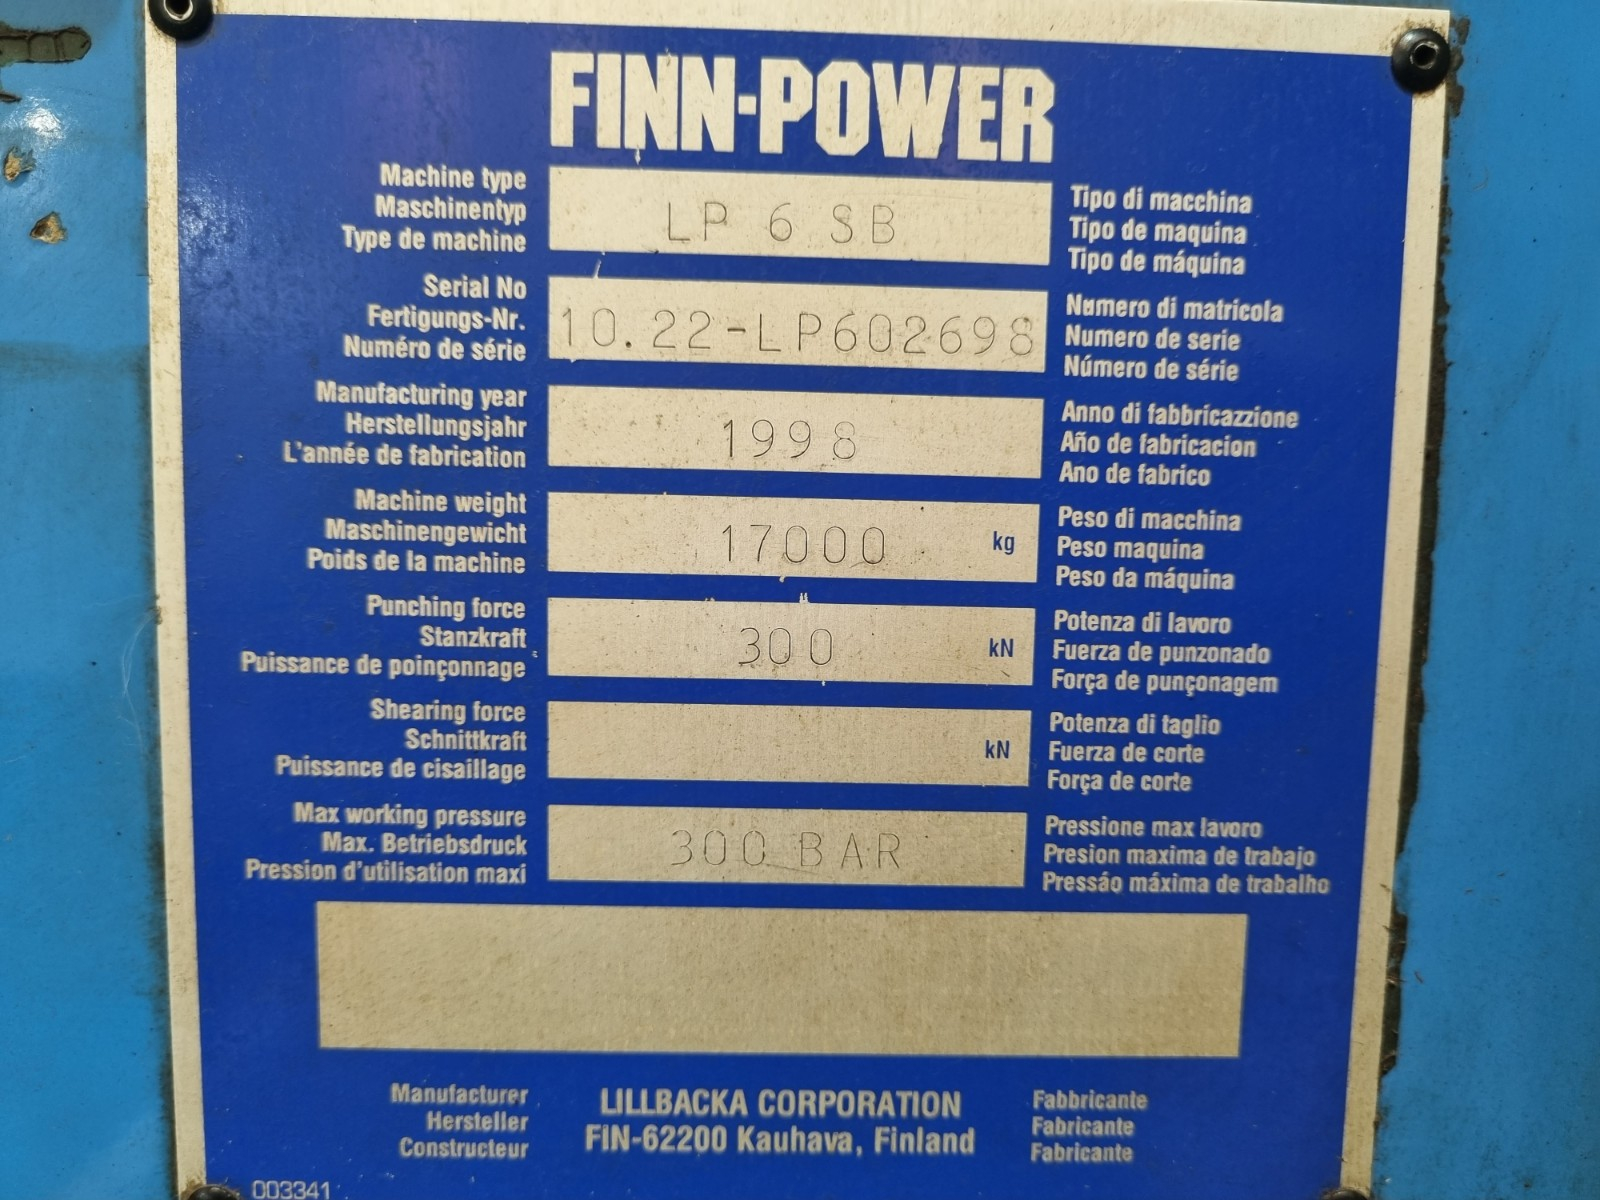 FINN-POWER
Machine type
Maschinentyp
Type de machine
LP 6 SB
Tipo di macchina
Tipo de maquina
Tipo de máquina
Serial No
Fertigungs-Nr.
Numéro de série
10.22-LP602698
Numero di matricola
Numero de serie
Número de série
Manufacturing year
Herstellungsjahr
L'année de fabrication
1998
Anno di fabbricazzione
Año de fabricacion
Ano de fabrico
Machine weight
Maschinengewicht
Poids de la machine
17000 kg
Peso di macchina
Peso maquina
Peso da máquina
Punching force
Stanzkraft
Puissance de poinçonnage
300 kN
Potenza di lavoro
Fuerza de punzonado
Força de punçonagem
Shearing force
Schnittkraft
Puissance de cisaillage
kN
Potenza di taglio
Fuerza de corte
Força de corte
Max working pressure
Max. Betriebsdruck
Pression d'utilisation maxi
300 BAR
Pressione max lavoro
Presion maxima de trabajo
Pressáo máxima de trabalho
Manufacturer
Hersteller
Constructeur
LILLBACKA CORPORATION
FIN-62200 Kauhava, Finland
Fabbricante
Fabricante
Fabricante
003341